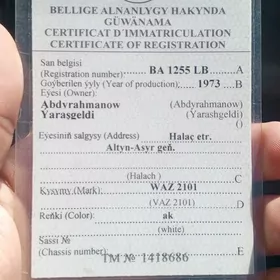 BELLIGE ALNANLYGY HAKYNDA
GÜWÄNAMA
CERTIFICAT D'IMMATRICULATION
CERTIFICATE OF REGISTRATION
San belgisi
(Registration number) BA 1255 LB A
Goýberilen ýyly (Year of production) 1973 B
Eýesi (Owner):
Abdyrahmanow (Abdyrahmanow)
Ýaraşgeldi (Yarashgeldi)
()
Eýesiniň salgysy (Address) Halaç etr.
Altyn-Asyr geň.
(Halach) C
Kysymy (Mark): WAZ 2101
(VAZ 2101) D
Reňki (Color): ak
(white)
Sassi №
(Chassis number) E
TM № 1418686